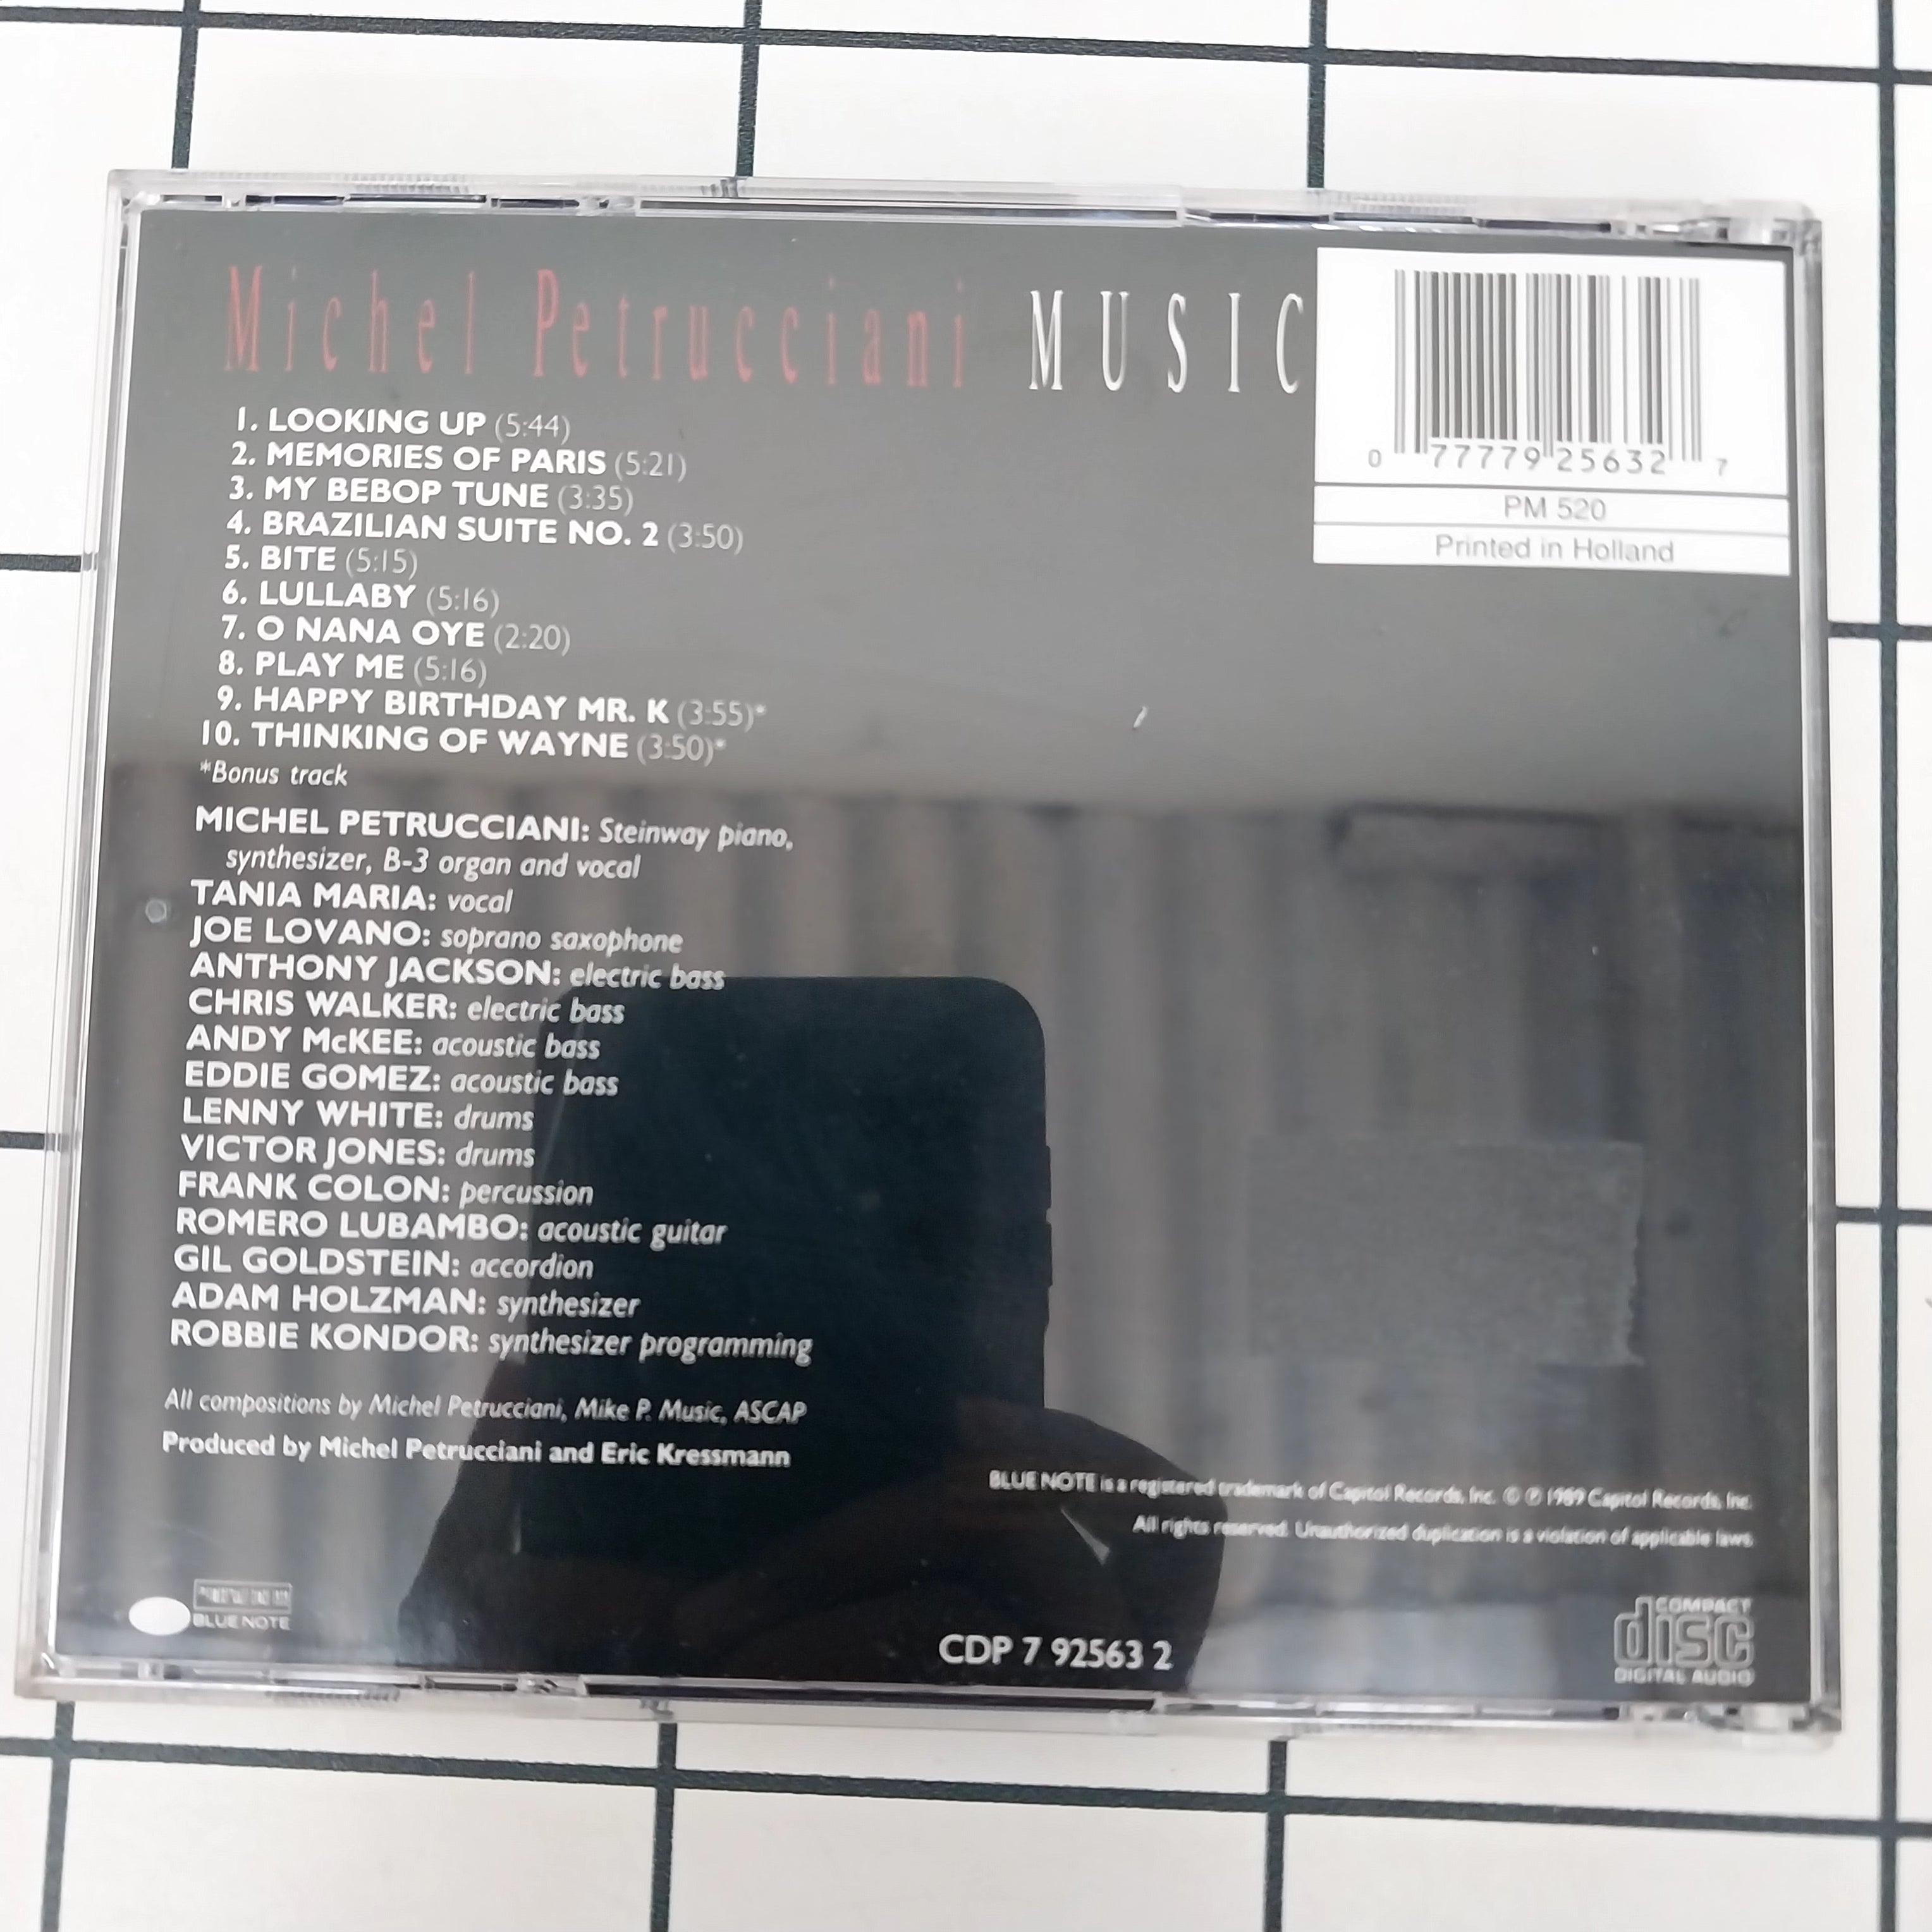 Michel Petrucciani MUSIC
1. LOOKING UP (5:44)
2. MEMORIES OF PARIS (5:21)
3. MY BEBOP TUNE (3:35)
4. BRAZILIAN SUITE NO. 2 (3:50)
5. BITE (5:15)
6. LULLABY (5:16)
7. O NANA OYE (2:20)
8. PLAY ME (5:16)
9. HAPPY BIRTHDAY MR. K (3:55)*
10. THINKING OF WAYNE (3:50)*
*Bonus track
0 77779 25632 7
PM 520
Printed in Holland
MICHEL PETRUCCIANI: Steinway piano,
synthesizer, B-3 organ and vocal
TANIA MARIA: vocal
JOE LOVANO: soprano saxophone
ANTHONY JACKSON: electric bass
CHRIS WALKER: electric bass
ANDY McKEE: acoustic bass
EDDIE GOMEZ: acoustic bass
LENNY WHITE: drums
VICTOR JONES: drums
FRANK COLON: percussion
ROMERO LUBAMBO: acoustic guitar
GIL GOLDSTEIN: accordion
ADAM HOLZMAN: synthesizer
ROBBIE KONDOR: synthesizer programming
All compositions by Michel Petrucciani, Mike P. Music, ASCAP
Produced by Michel Petrucciani and Eric Kressmann
BLUE NOTE is a registered trademark of Capitol Records, Inc. © ℗ 1989 Capitol Records, Inc.
All rights reserved. Unauthorized duplication is a violation of applicable laws.
BLUE NOTE
CDP 7 92563 2
COMPACT
disc
DIGITAL AUDIO